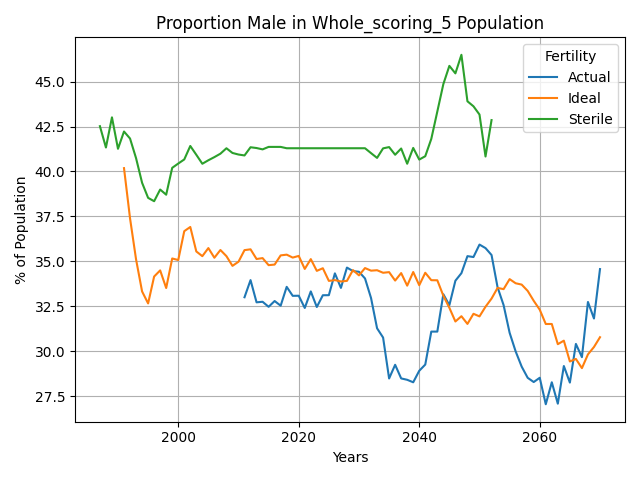 Proportion Male in Whole_scoring_5 Population
Fertility
Actual
Ideal
Sterile
% of Population
45.0
42.5
40.0
37.5
35.0
32.5
30.0
27.5
2000
2020
2040
2060
Years